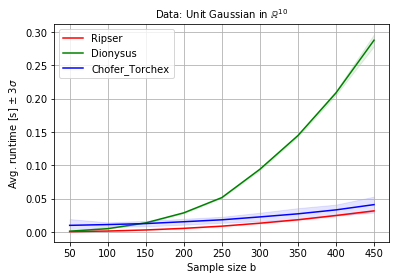 Data: Unit Gaussian in ℝ¹⁰
Ripser
Dionysus
Chofer_Torchex
Avg. runtime [s] ± 3σ
0.30
0.25
0.20
0.15
0.10
0.05
0.00
50 100 150 200 250 300 350 400 450
Sample size b